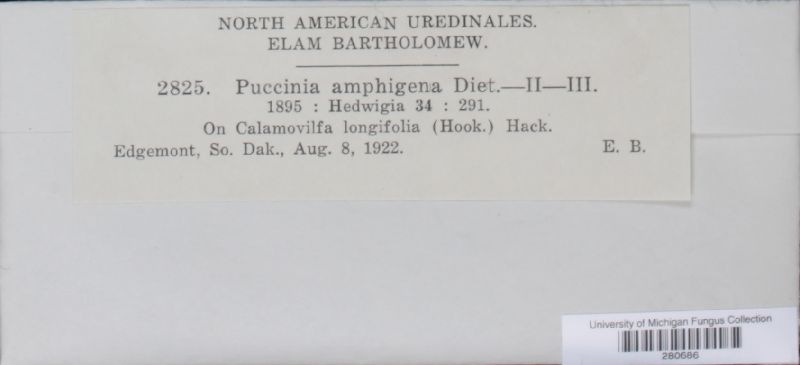 NORTH AMERICAN UREDINALES.
ELAM BARTHOLOMEW.
2825. Puccinia amphigena Diet.—II—III.
1895 : Hedwigia 34 : 291.
On Calamovilfa longifolia (Hook.) Hack.
Edgemont, So. Dak., Aug. 8, 1922. E. B.
University of Michigan Fungus Collection
280686